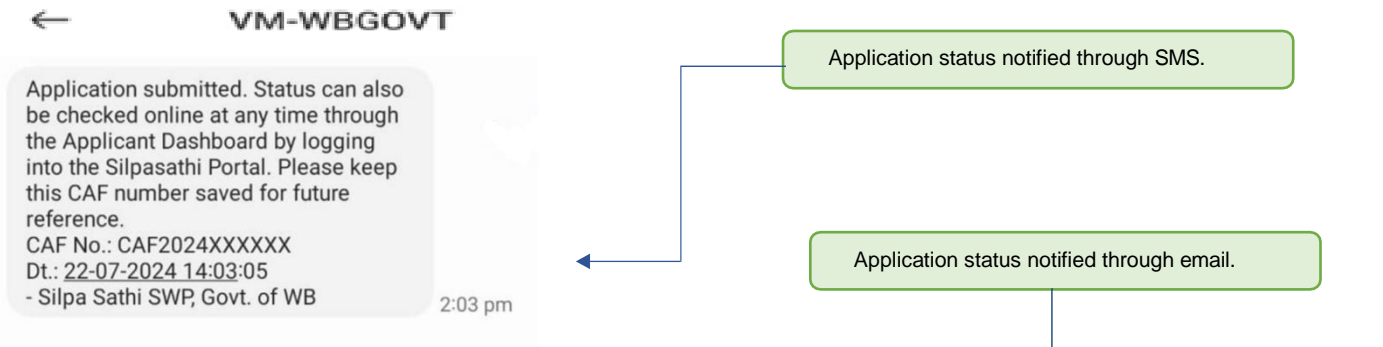 VM-WBGOVT
Application submitted. Status can also
be checked online at any time through
the Applicant Dashboard by logging
into the Silpasathi Portal. Please keep
this CAF number saved for future
reference.
CAF No.: CAF2024XXXXXX
Dt.: 22-07-2024 14:03:05
- Silpa Sathi SWP, Govt. of WB
2:03 pm
Application status notified through SMS.
Application status notified through email.